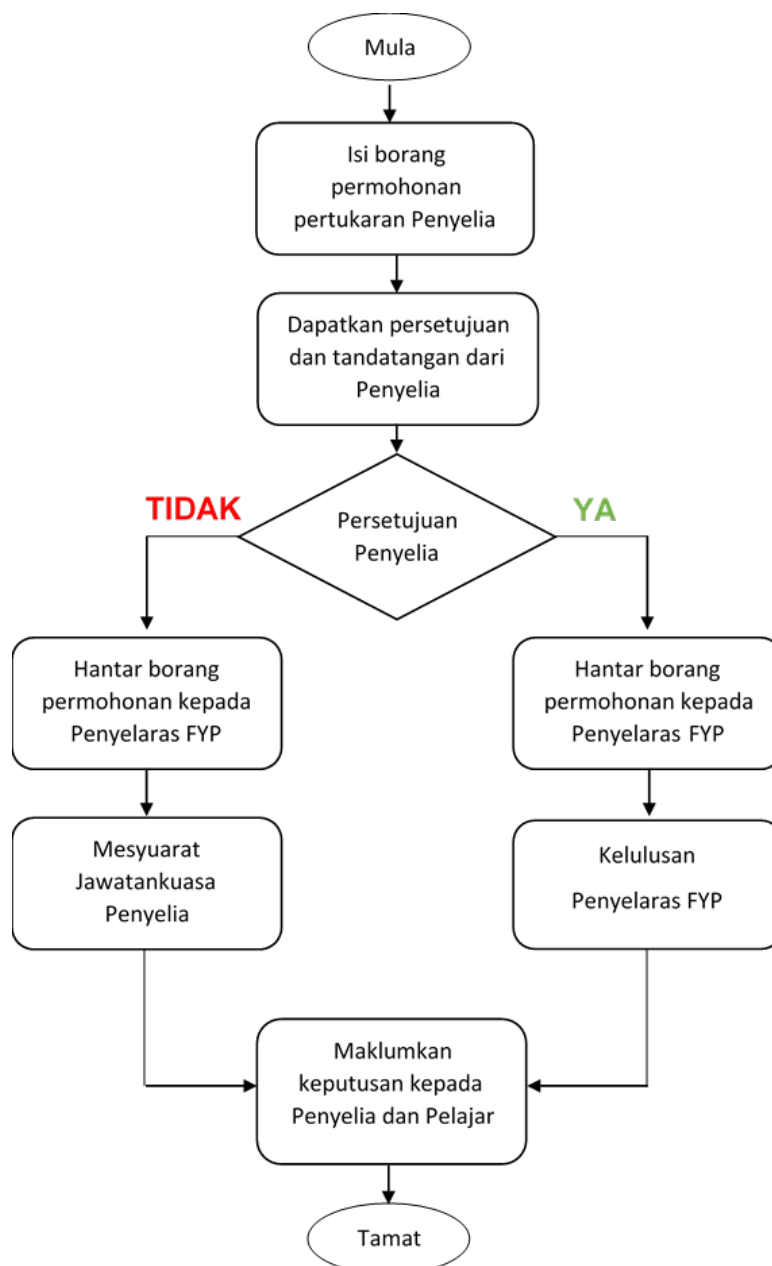 Mula
Isi borang
permohonan
pertukaran Penyelia
Dapatkan persetujuan
dan tandatangan dari
Penyelia
TIDAK
YA
Persetujuan
Penyelia
Hantar borang
permohonan kepada
Penyelaras FYP
Hantar borang
permohonan kepada
Penyelaras FYP
Mesyuarat
Jawatankuasa
Penyelia
Kelulusan
Penyelaras FYP
Maklumkan
keputusan kepada
Penyelia dan Pelajar
Tamat